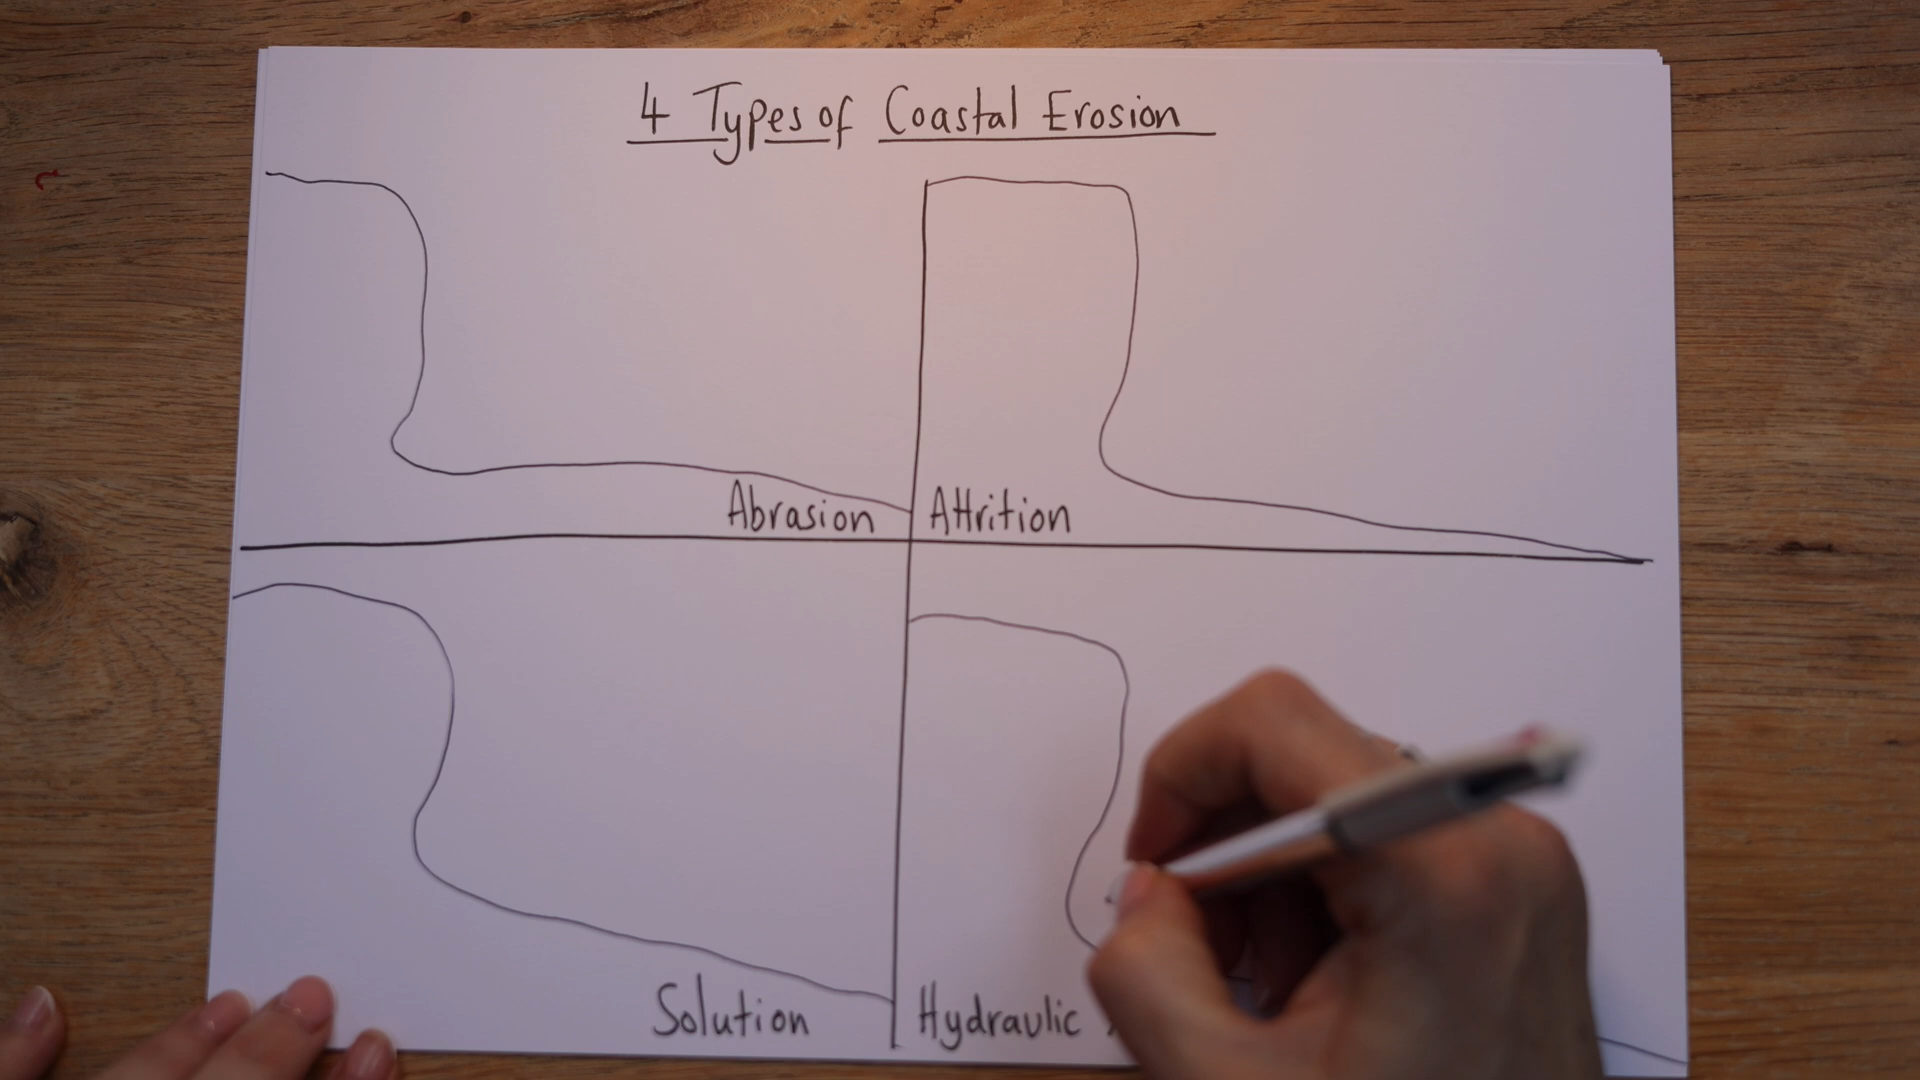 4 Types of Coastal Erosion
Abrasion
Attrition
Solution
Hydraulic